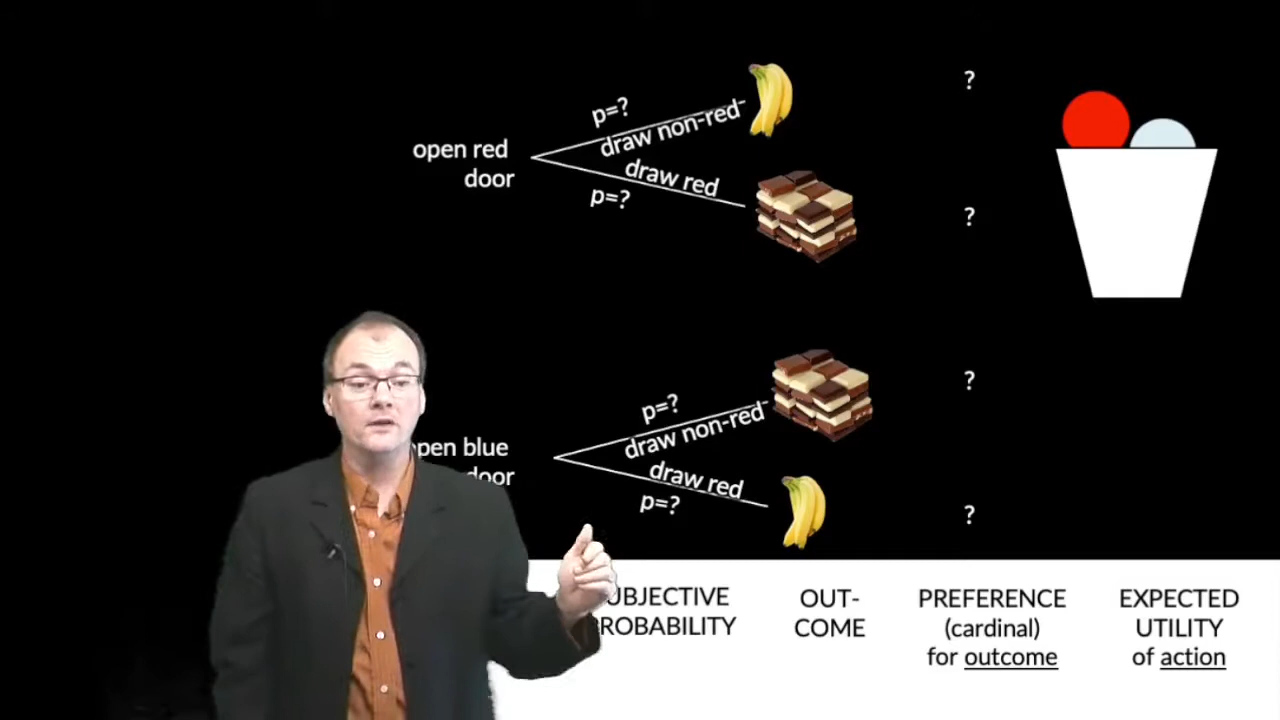 ?
p=?
draw non-red
open red
door
draw red
p=?
?
?
p=?
draw non-red
pen blue
door
draw red
p=?
?
UBJECTIVE
ROBABILITY
OUT-
COME
PREFERENCE
(cardinal)
for outcome
EXPECTED
UTILITY
of action